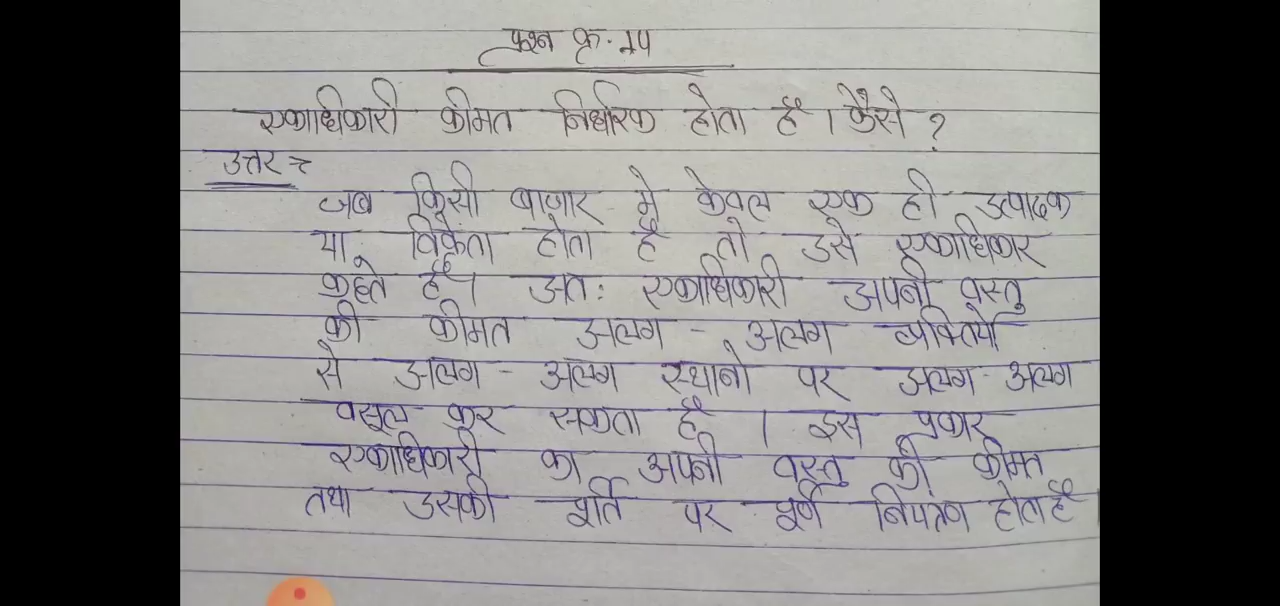 प्रश्न क्र. 14
एकाधिकारी कीमत निर्धारक होता है । कैसे ?
उत्तर =
जब किसी बाजार में केवल एक ही उत्पादक
या विक्रेता होता है तो उसे एकाधिकार
कहते है । अतः एकाधिकारी अपनी वस्तु
की कीमत अलग - अलग व्यक्तियो
से अलग - अलग स्थानो पर अलग - अलग
वसूल कर सकता है । इस प्रकार
एकाधिकारी का अपनी वस्तु की कीमत
तथा उसकी पूर्ति पर पूर्ण नियंत्रण होता है ।